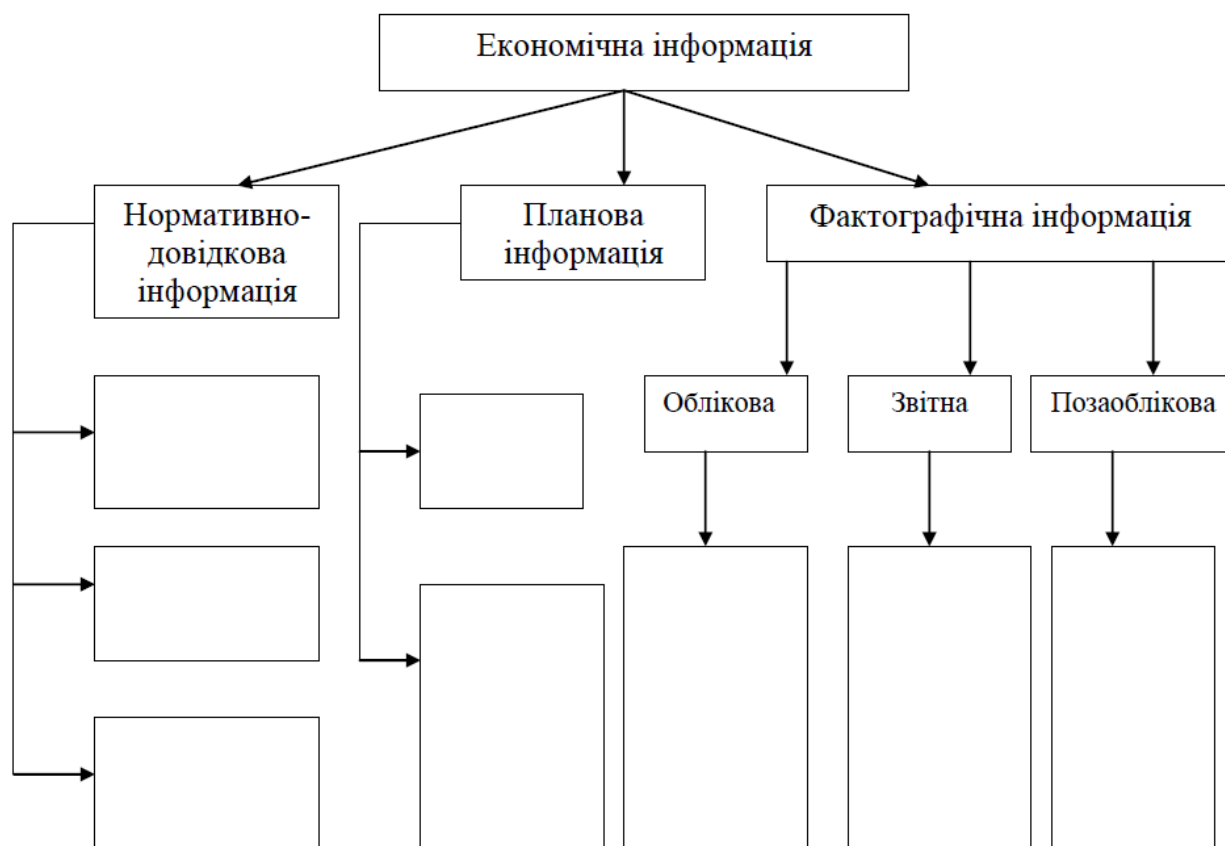 Економічна інформація
Нормативно-
довідкова
інформація
Планова
інформація
Фактографічна інформація
Облікова
Звітна
Позаоблікова